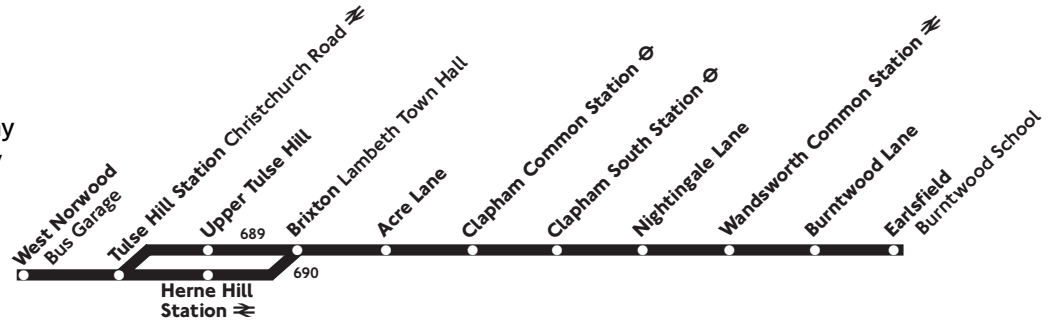 West Norwood
Bus Garage
Tulse Hill Station Christchurch Road
Upper Tulse Hill
689
Brixton Lambeth Town Hall
690
Herne Hill
Station
Acre Lane
Clapham Common Station
Clapham South Station
Nightingale Lane
Wandsworth Common Station
Burntwood Lane
Earlsfield
Burntwood School